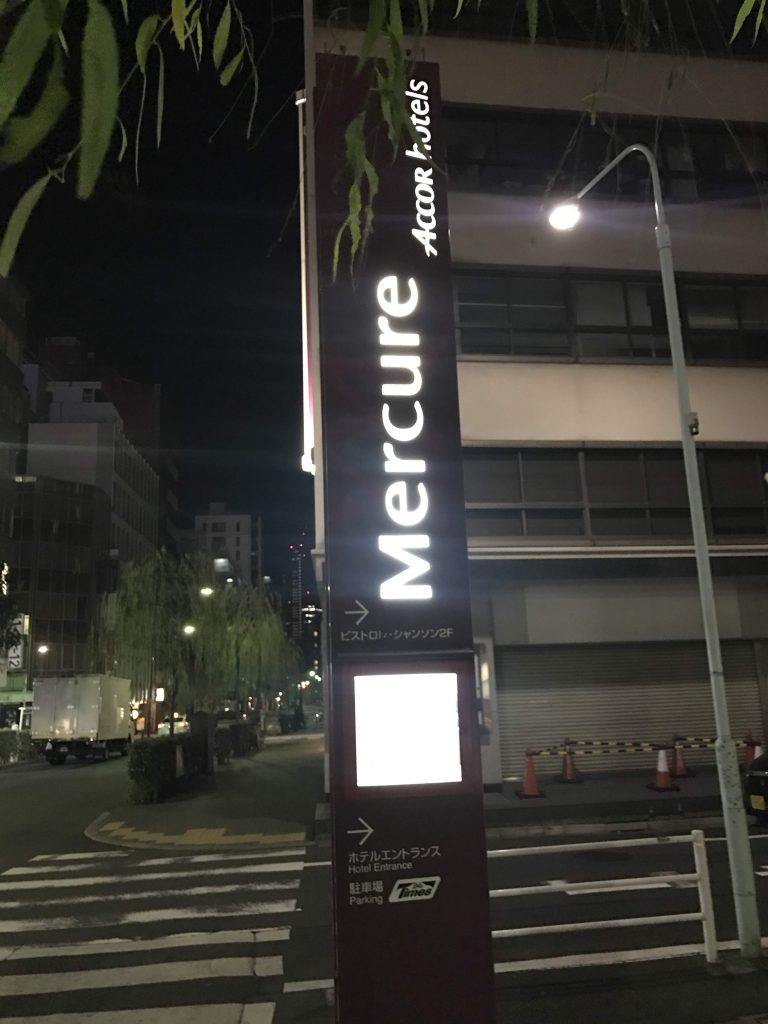 ACCOR hotels
Mercure
→
ビストロ・シャンソン2F
→
ホテルエントランス
Hotel Entrance
駐車場
Parking
Times